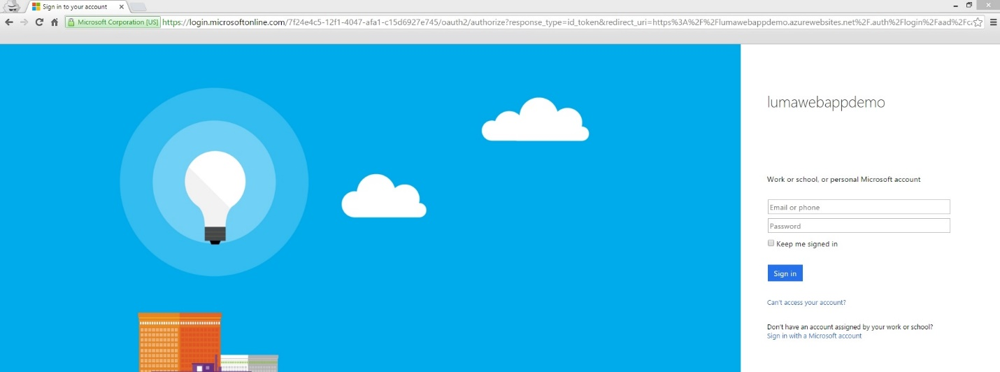 Sign in to your account
Microsoft Corporation [US] https://login.microsoftonline.com/7f24e4c5-12f1-4047-afa1-c15d6927e745/oauth2/authorize?response_type=id_token&redirect_uri=https%3A%2F%2Flumawebappdemo.azurewebsites.net%2F.auth%2Flogin%2Faad%2Fc
lumawebappdemo
Work or school, or personal Microsoft account
Email or phone
Password
Keep me signed in
Sign in
Can't access your account?
Don't have an account assigned by your work or school?
Sign in with a Microsoft account